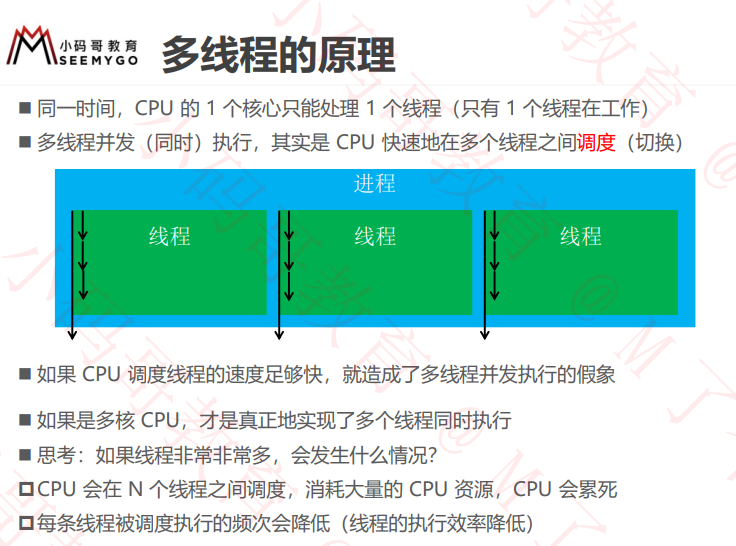 小码哥教育
SEEMYGO
多线程的原理
■ 同一时间，CPU 的 1 个核心只能处理 1 个线程（只有 1 个线程在工作）
■ 多线程并发（同时）执行，其实是 CPU 快速地在多个线程之间调度（切换）
进程
线程 线程 线程
■ 如果 CPU 调度线程的速度足够快，就造成了多线程并发执行的假象
■ 如果是多核 CPU，才是真正地实现了多个线程同时执行
■ 思考：如果线程非常非常多，会发生什么情况？
CPU 会在 N 个线程之间调度，消耗大量的 CPU 资源，CPU 会累死
每条线程被调度执行的频次会降低（线程的执行效率降低）